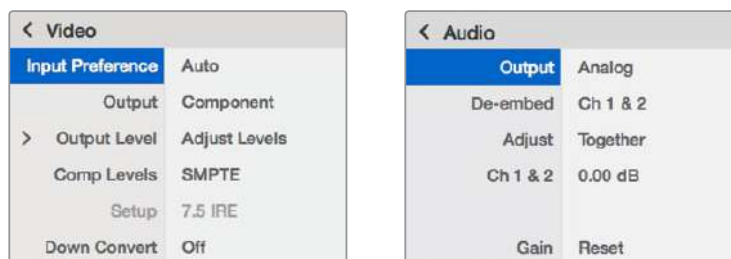 < Video
Input Preference Auto
Output Component
> Output Level Adjust Levels
Comp Levels SMPTE
Setup 7.5 IRE
Down Convert Off
< Audio
Output Analog
De-embed Ch 1 & 2
Adjust Together
Ch 1 & 2 0.00 dB
Gain Reset